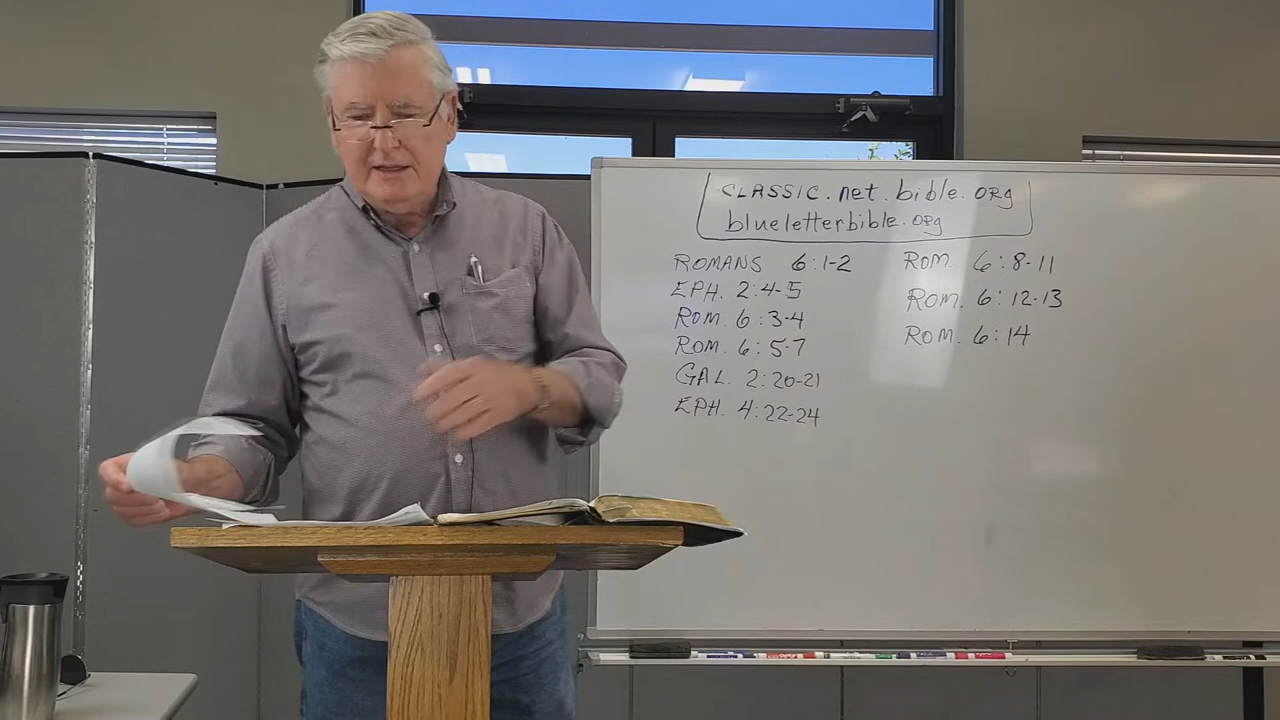 CLASSIC.net.bible.ORg
blueletterbible.ORg
ROMANS 6:1-2
EPH. 2:4-5
ROM. 6:3-4
ROM. 6:5-7
GAL. 2:20-21
EPH. 4:22-24
ROM. 6:8-11
ROM. 6:12-13
ROM. 6:14